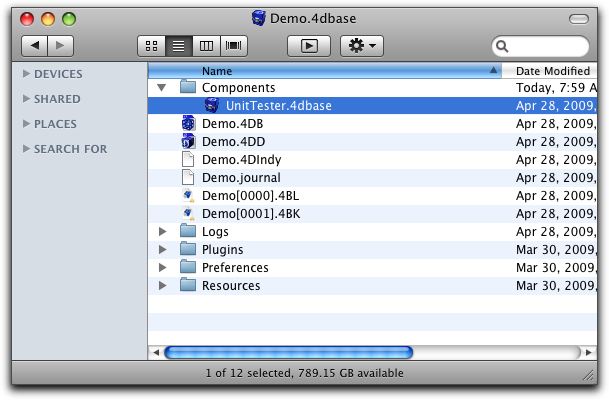 Demo.4dbase
DEVICES
SHARED
PLACES
SEARCH FOR
Name Date Modified
Components Today, 7:59 A
UnitTester.4dbase Apr 28, 2009,
Demo.4DB Apr 28, 2009,
Demo.4DD Apr 28, 2009,
Demo.4DIndy Apr 28, 2009,
Demo.journal Apr 28, 2009,
Demo[0000].4BL Apr 28, 2009,
Demo[0001].4BK Apr 28, 2009,
Logs Apr 28, 2009,
Plugins Mar 30, 2009,
Preferences Mar 30, 2009,
Resources Mar 30, 2009,
1 of 12 selected, 789.15 GB available